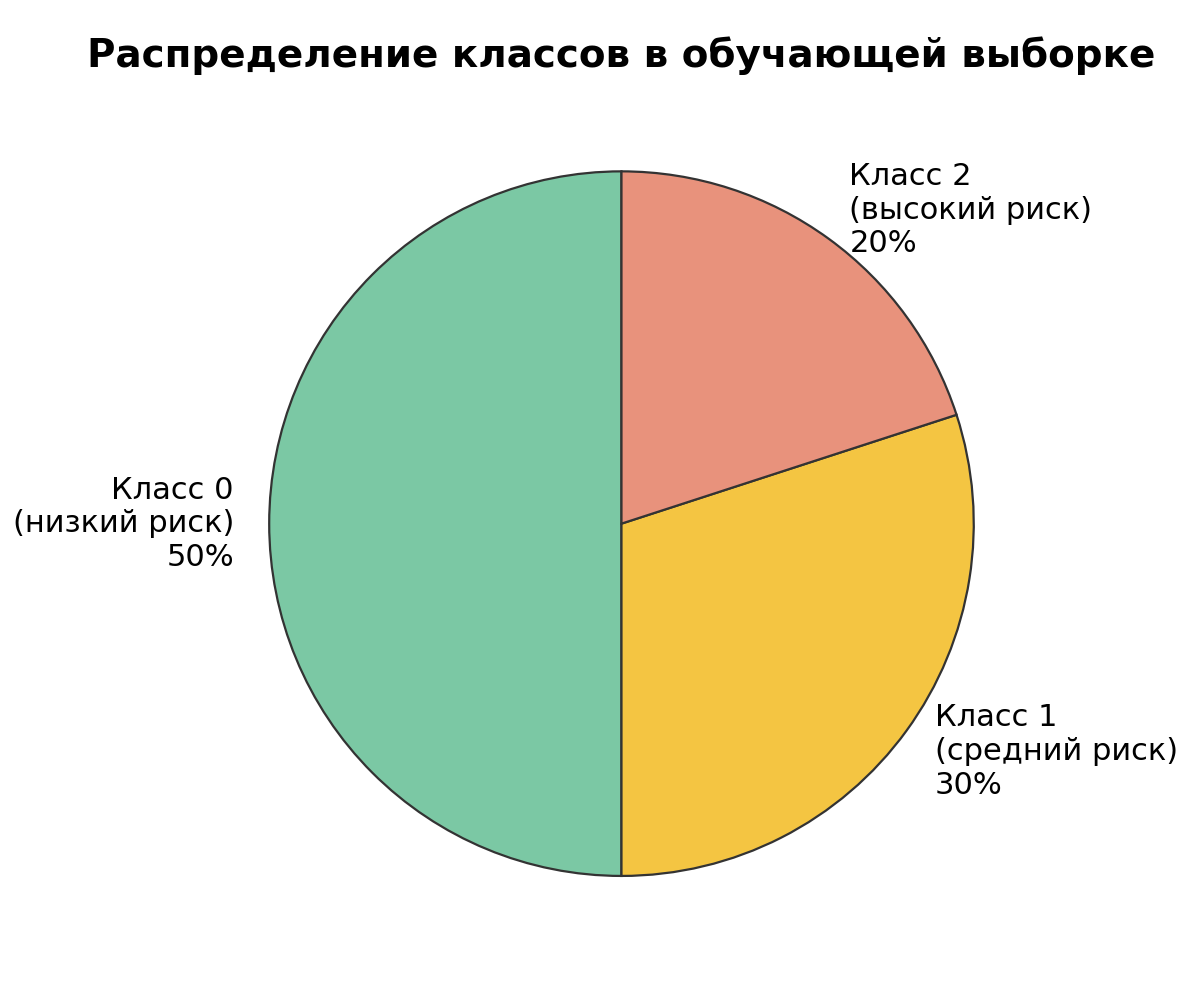 Распределение классов в обучающей выборке
Класс 2
(высокий риск)
20%
Класс 0
(низкий риск)
50%
Класс 1
(средний риск)
30%